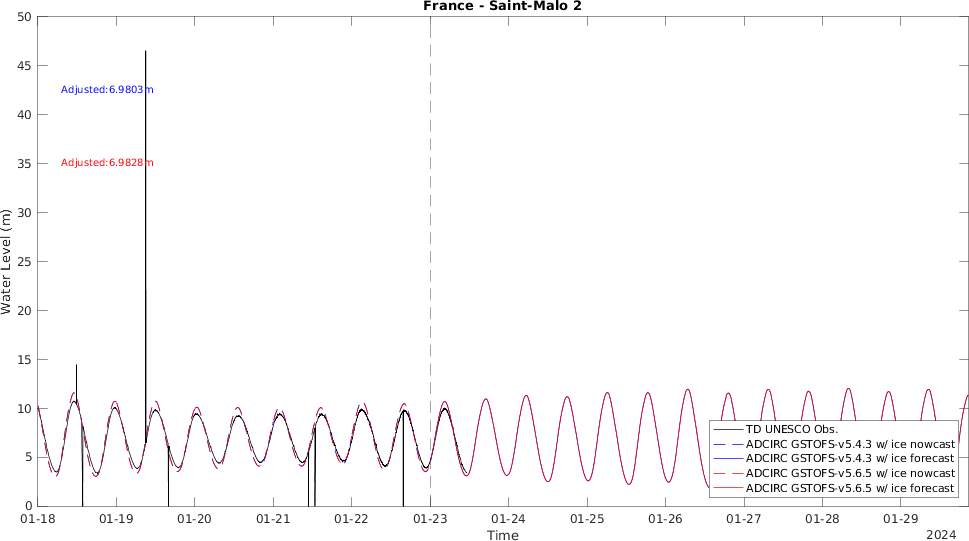 France - Saint-Malo 2
50
45
40
35
30
25
20
15
10
5
0
Water Level (m)
Adjusted:6.9803m
Adjusted:6.9828m
TD UNESCO Obs.
ADCIRC GSTOFS-v5.4.3 w/ ice nowcast
ADCIRC GSTOFS-v5.4.3 w/ ice forecast
ADCIRC GSTOFS-v5.6.5 w/ ice nowcast
ADCIRC GSTOFS-v5.6.5 w/ ice forecast
01-18 01-19 01-20 01-21 01-22 01-23 01-24 01-25 01-26 01-27 01-28 01-29
Time
2024